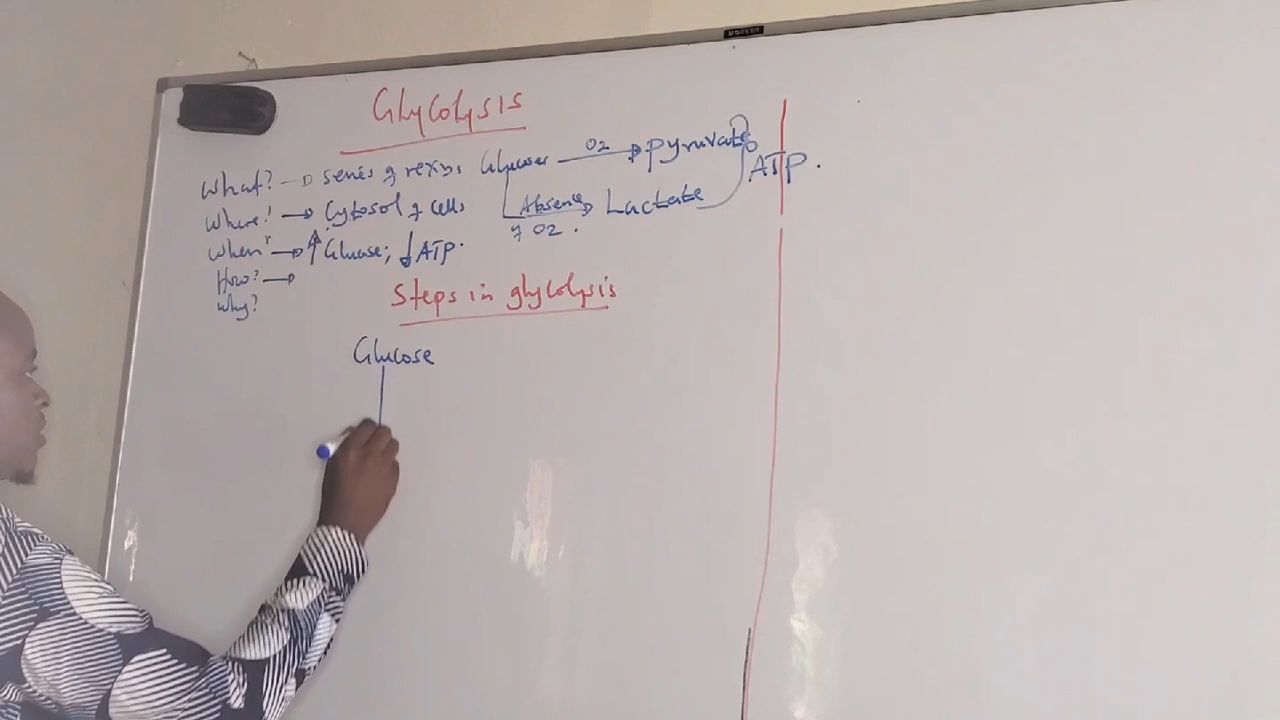 Glycolysis
What? → series of rexns Glucose —O2→ pyruvate
ATP.
Where? → Cytosol of cells
Absence of O2.
Lactate
When? → ↑ Glucose; ↓ ATP.
How? →
Why?
Steps in glycolysis
Glucose